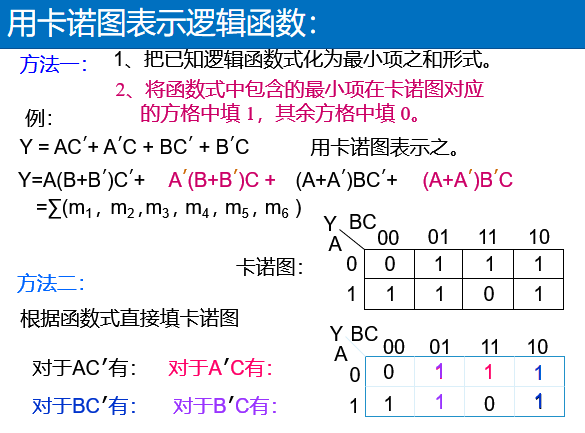 用卡诺图表示逻辑函数：
方法一： 1、把已知逻辑函数式化为最小项之和形式。
2、将函数式中包含的最小项在卡诺图对应
的方格中填 1，其余方格中填 0。
例：
Y = AC′+ A′C + BC′ + B′C 用卡诺图表示之。
Y=A(B+B′)C′+ A′(B+B′)C + (A+A′)BC′+ (A+A′)B′C
=∑(m1 , m2 ,m3 , m4 , m5 , m6 )
卡诺图：
Y BC
A 00 01 11 10
0 0 1 1 1
1 1 1 0 1
方法二：
根据函数式直接填卡诺图
对于AC′有： 对于A′C有：
对于BC′有： 对于B′C有：
Y BC
A 00 01 11 10
0 0 1 1 1
1 1 1 0 1